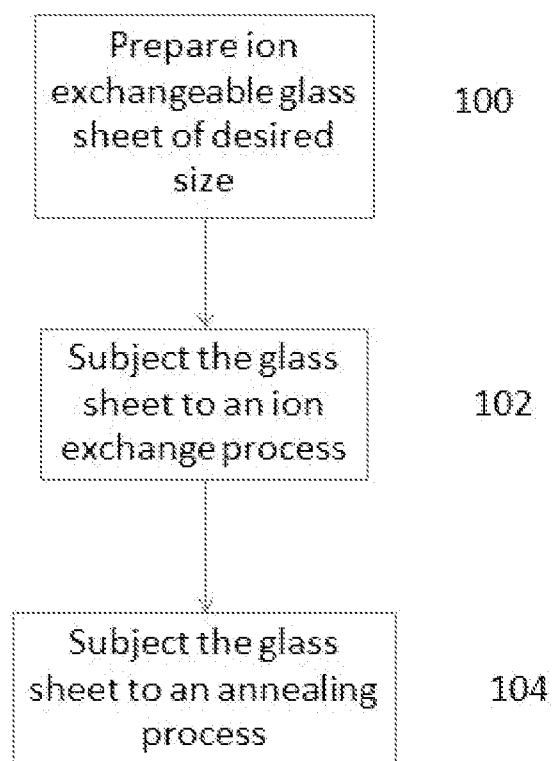 Prepare ion
exchangeable glass
sheet of desired
size
100
Subject the glass
sheet to an ion
exchange process
102
Subject the glass
sheet to an annealing
process
104